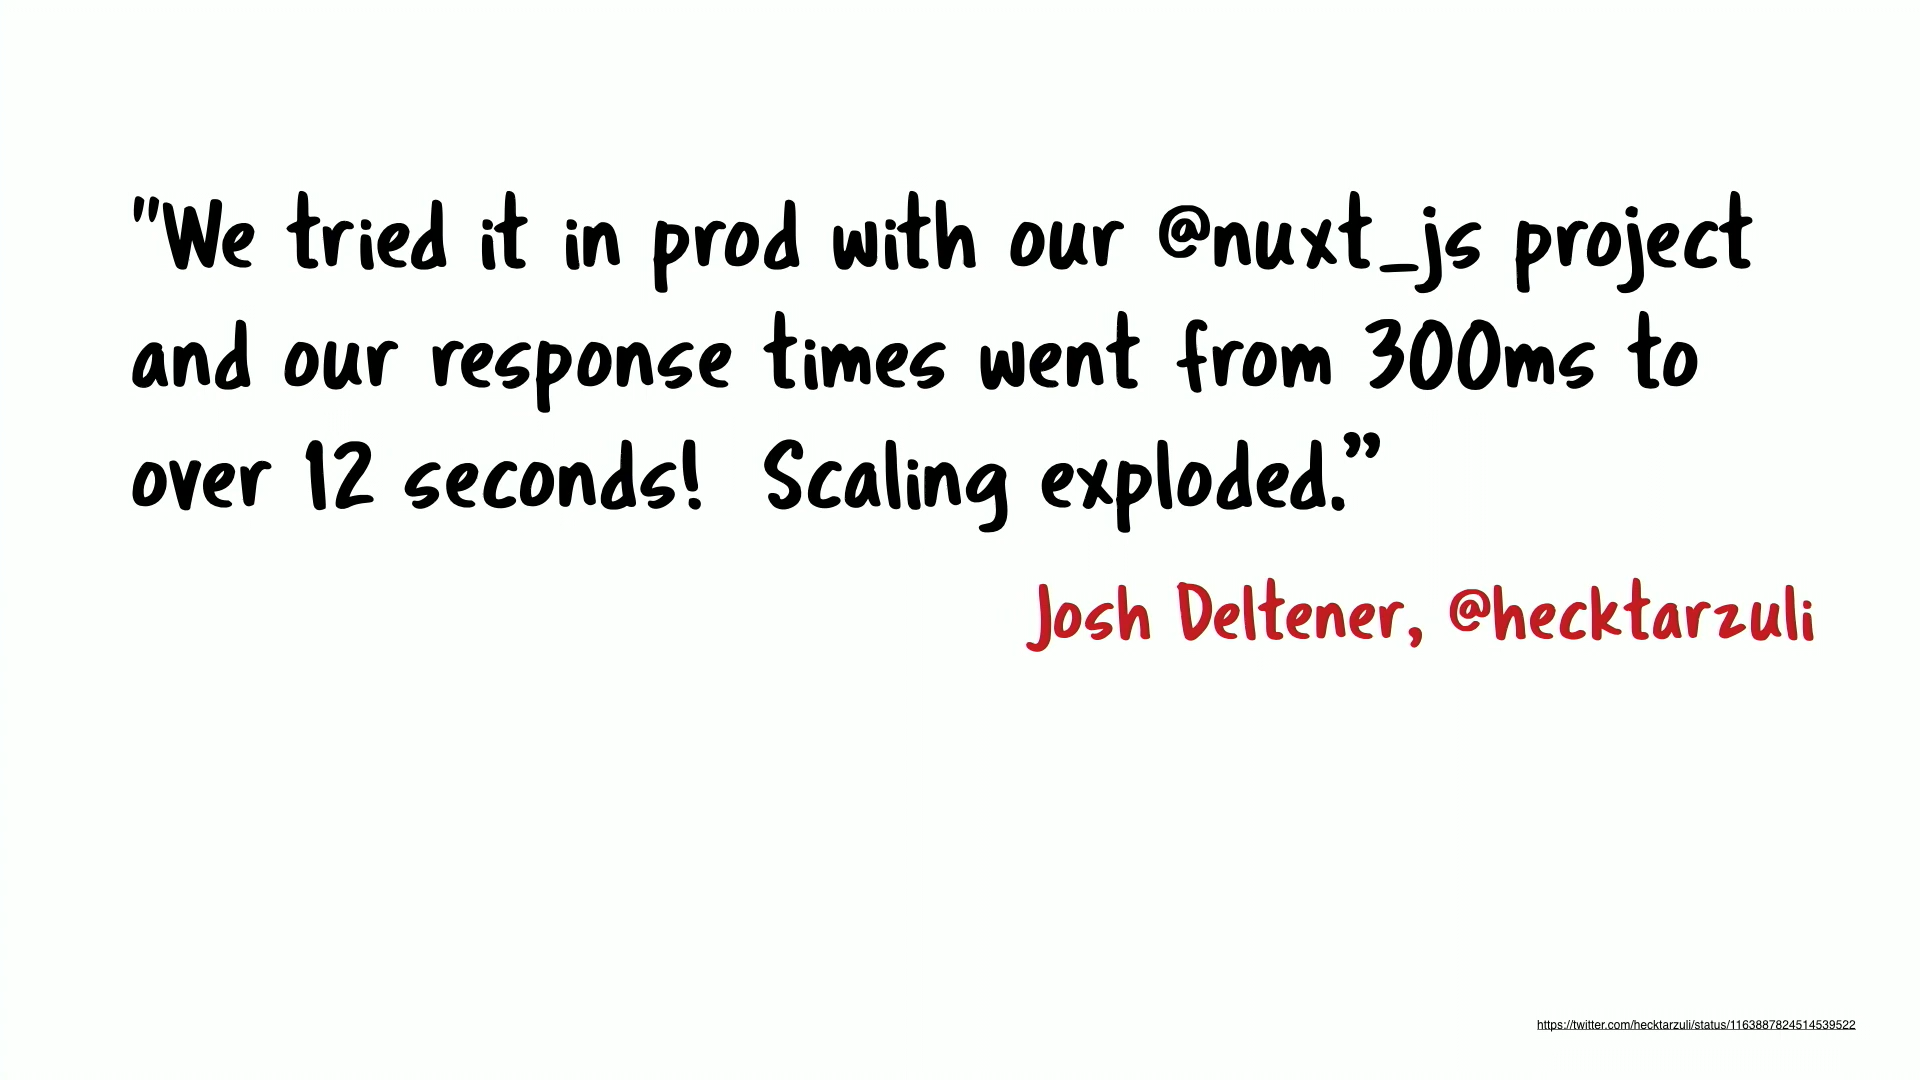 "We tried it in prod with our @nuxt_js project
and our response times went from 300ms to
over 12 seconds!  Scaling exploded.”
Josh Deltener, @hecktarzuli
https://twitter.com/hecktarzuli/status/1163887824514539522